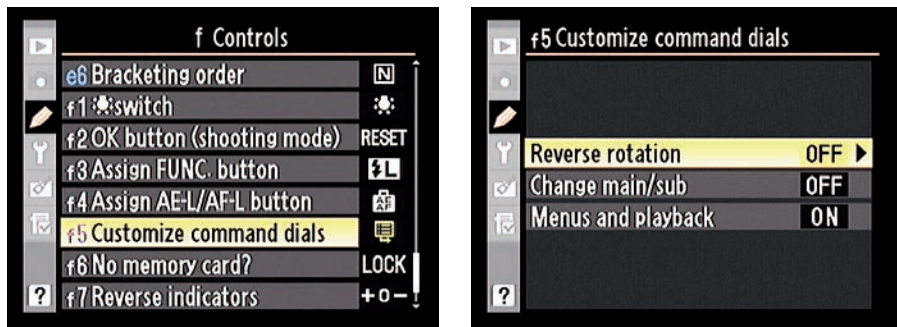 f Controls
e6 Bracketing order N
f1 switch
f2 OK button (shooting mode) RESET
f3 Assign FUNC. button L
f4 Assign AE-L/AF-L button AE AF
f5 Customize command dials
f6 No memory card? LOCK
f7 Reverse indicators +0−
?
f5 Customize command dials
Reverse rotation OFF
Change main/sub OFF
Menus and playback ON
?